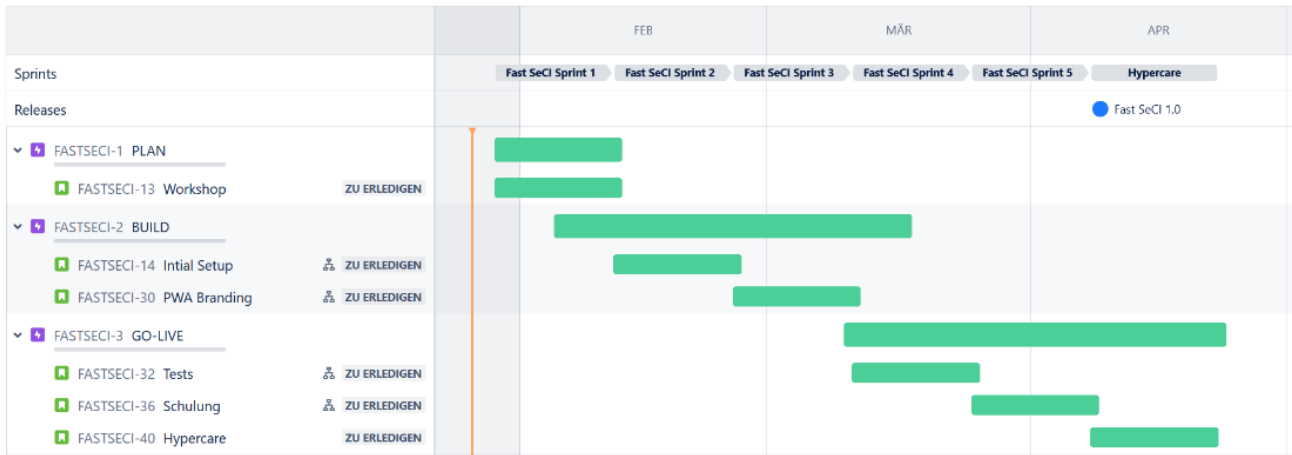 FEB MÄR APR
Sprints Fast SeCI Sprint 1 Fast SeCI Sprint 2 Fast SeCI Sprint 3 Fast SeCI Sprint 4 Fast SeCI Sprint 5 Hypercare
Releases Fast SeCI 1.0
FASTSECI-1 PLAN
FASTSECI-13 Workshop ZU ERLEDIGEN
FASTSECI-2 BUILD
FASTSECI-14 Intial Setup ZU ERLEDIGEN
FASTSECI-30 PWA Branding ZU ERLEDIGEN
FASTSECI-3 GO-LIVE
FASTSECI-32 Tests ZU ERLEDIGEN
FASTSECI-36 Schulung ZU ERLEDIGEN
FASTSECI-40 Hypercare ZU ERLEDIGEN